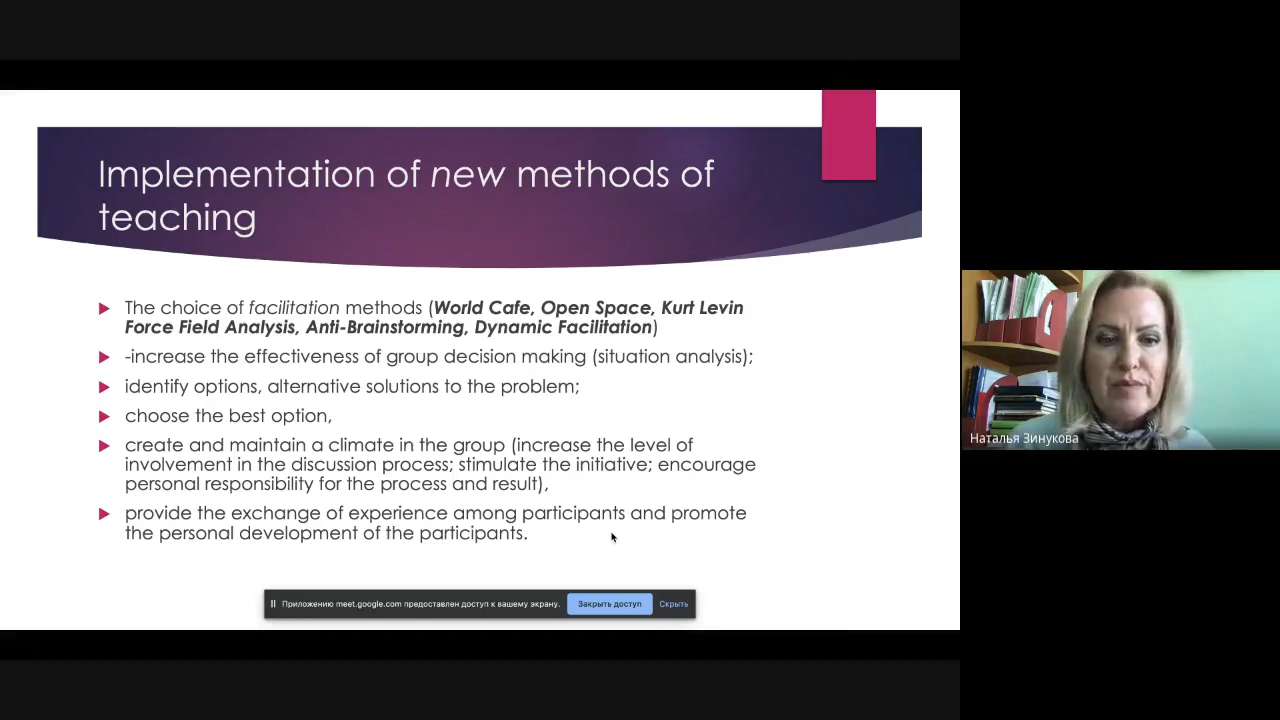 Implementation of new methods of
teaching
The choice of facilitation methods (World Cafe, Open Space, Kurt Levin
Force Field Analysis, Anti-Brainstorming, Dynamic Facilitation)
-increase the effectiveness of group decision making (situation analysis);
identify options, alternative solutions to the problem;
choose the best option,
create and maintain a climate in the group (increase the level of
involvement in the discussion process; stimulate the initiative; encourage
personal responsibility for the process and result),
provide the exchange of experience among participants and promote
the personal development of the participants.
Приложению meet.google.com предоставлен доступ к вашему экрану. Закрыть доступ Скрыть
Наталья Зинукова